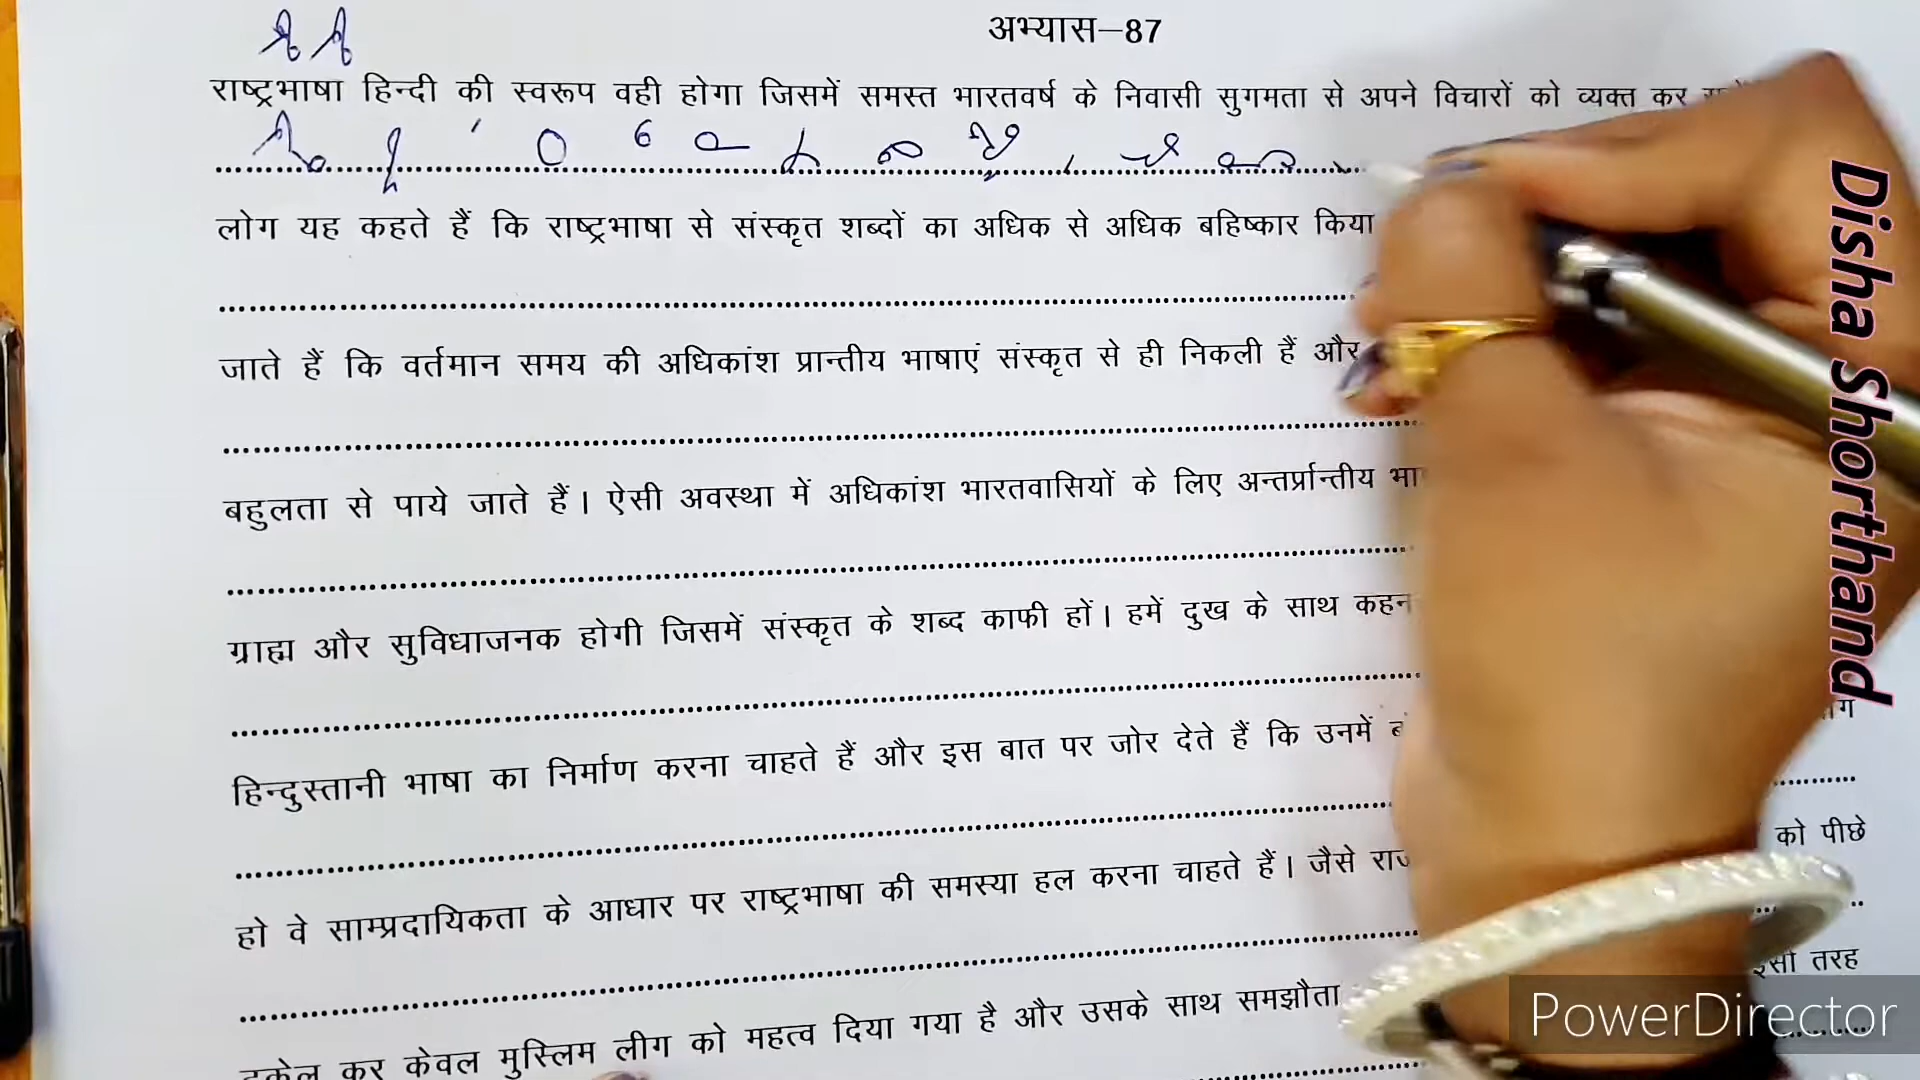 अभ्यास–87
राष्ट्रभाषा हिन्दी की स्वरूप वही होगा जिसमें समस्त भारतवर्ष के निवासी सुगमता से अपने विचारों को व्यक्त कर
लोग यह कहते हैं कि राष्ट्रभाषा से संस्कृत शब्दों का अधिक से अधिक बहिष्कार किया
जाते हैं कि वर्तमान समय की अधिकांश प्रान्तीय भाषाएं संस्कृत से ही निकली हैं और
बहुलता से पाये जाते हैं। ऐसी अवस्था में अधिकांश भारतवासियों के लिए अन्तर्प्रान्तीय
ग्राह्य और सुविधाजनक होगी जिसमें संस्कृत के शब्द काफी हों। हमें दुख के साथ
हिन्दुस्तानी भाषा का निर्माण करना चाहते हैं और इस बात पर जोर देते हैं कि उनमें
को पीछे
हो वे साम्प्रदायिकता के आधार पर राष्ट्रभाषा की समस्या हल करना चाहते हैं। जैसे
तरह
कर केवल मुस्लिम लीग को महत्व दिया गया है और उसके साथ समझौता
Disha Shorthand
PowerDirector